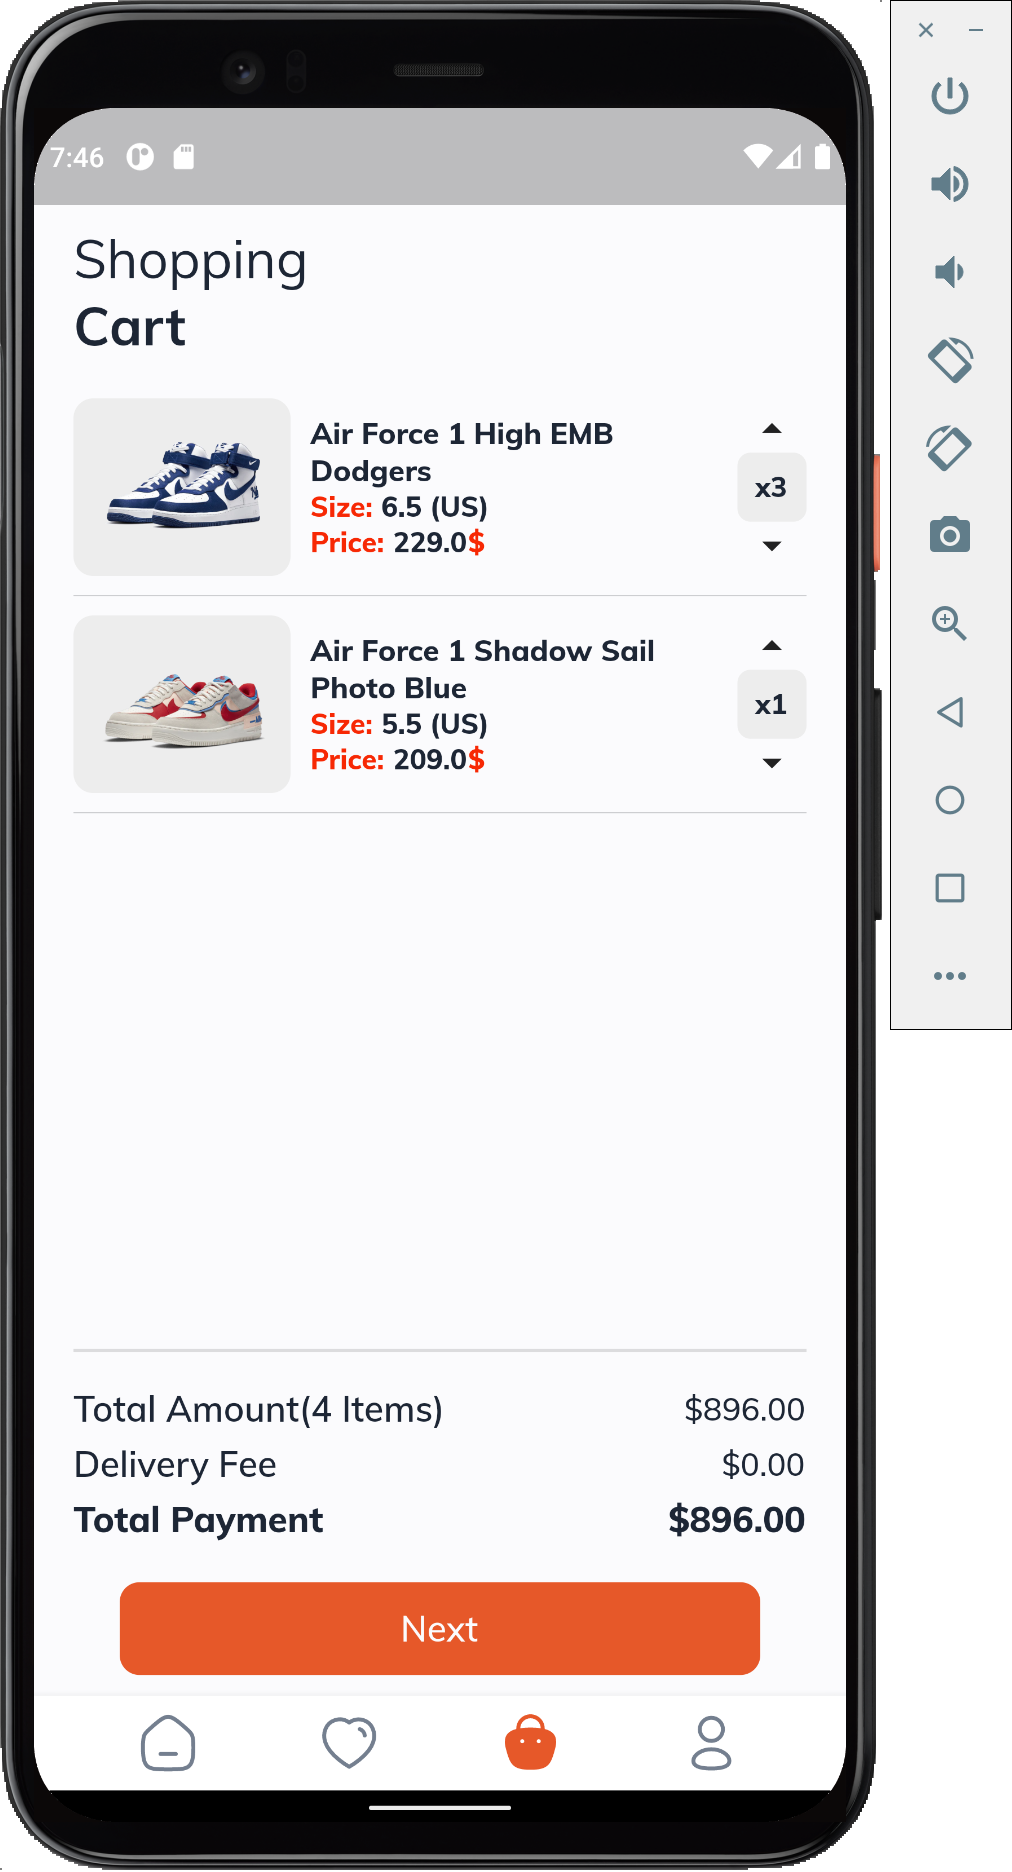 7:46
Shopping
Cart
Air Force 1 High EMB
Dodgers
Size: 6.5 (US)
Price: 229.0$
x3
Air Force 1 Shadow Sail
Photo Blue
Size: 5.5 (US)
Price: 209.0$
x1
Total Amount(4 Items) $896.00
Delivery Fee $0.00
Total Payment $896.00
Next